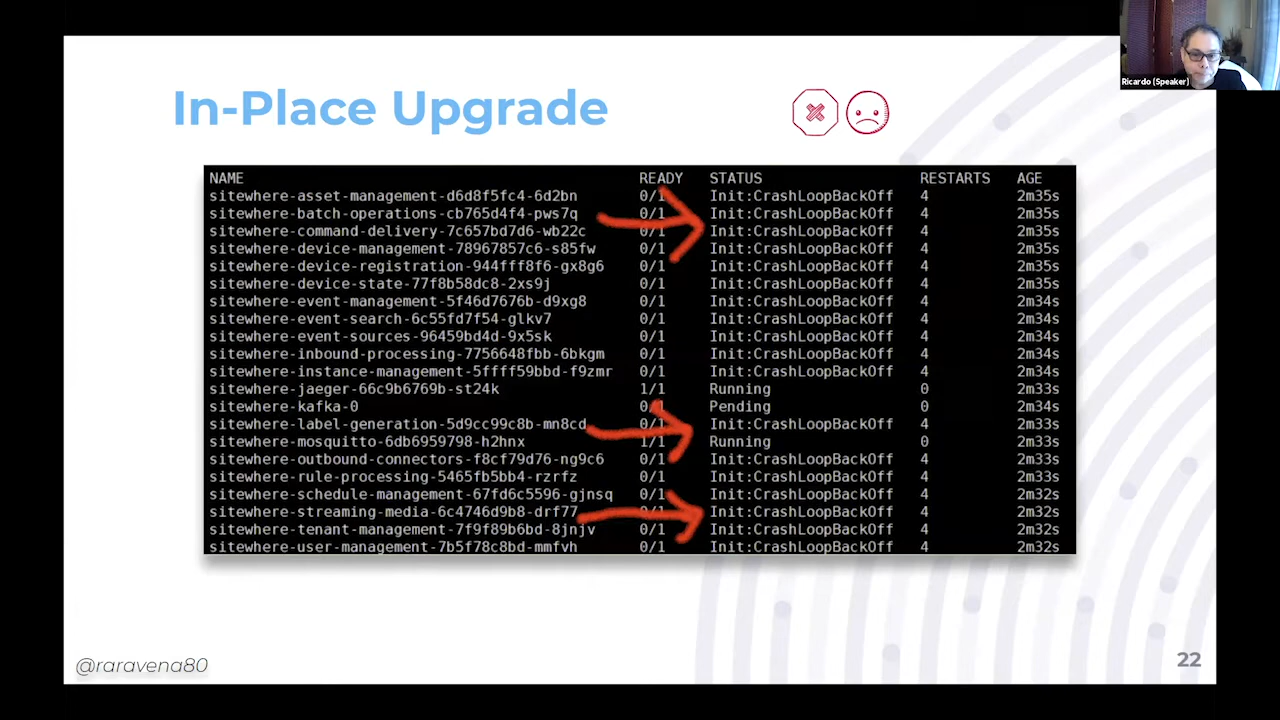 Ricardo (Speaker)
In-Place Upgrade
NAME READY STATUS RESTARTS AGE
sitewhere-asset-management-d6d8f5fc4-6d2bn 0/1 Init:CrashLoopBackOff 4 2m35s
sitewhere-batch-operations-cb765d4f4-pws7q 0/1 Init:CrashLoopBackOff 4 2m35s
sitewhere-command-delivery-7c657bd7d6-wb22c 0/1 Init:CrashLoopBackOff 4 2m35s
sitewhere-device-management-78967857c6-s85fw 0/1 Init:CrashLoopBackOff 4 2m35s
sitewhere-device-registration-944fff8f6-gx8g6 0/1 Init:CrashLoopBackOff 4 2m35s
sitewhere-device-state-77f8b58dc8-2xs9j 0/1 Init:CrashLoopBackOff 4 2m35s
sitewhere-event-management-5f46d7676b-d9xg8 0/1 Init:CrashLoopBackOff 4 2m34s
sitewhere-event-search-6c55fd7f54-glkv7 0/1 Init:CrashLoopBackOff 4 2m34s
sitewhere-event-sources-96459bd4d-9x5sk 0/1 Init:CrashLoopBackOff 4 2m34s
sitewhere-inbound-processing-7756648fbb-6bkgm 0/1 Init:CrashLoopBackOff 4 2m34s
sitewhere-instance-management-5ffff59bbd-f9zmr 0/1 Init:CrashLoopBackOff 4 2m34s
sitewhere-jaeger-66c9b6769b-st24k 1/1 Running 0 2m33s
sitewhere-kafka-0 0/1 Pending 0 2m34s
sitewhere-label-generation-5d9cc99c8b-mn8cd 0/1 Init:CrashLoopBackOff 4 2m33s
sitewhere-mosquitto-6db6959798-h2hnx 1/1 Running 0 2m33s
sitewhere-outbound-connectors-f8cf79d76-ng9c6 0/1 Init:CrashLoopBackOff 4 2m33s
sitewhere-rule-processing-5465fb5bb4-rzrfz 0/1 Init:CrashLoopBackOff 4 2m33s
sitewhere-schedule-management-67fd6c5596-gjnsq 0/1 Init:CrashLoopBackOff 4 2m32s
sitewhere-streaming-media-6c4746d9b8-drf77 0/1 Init:CrashLoopBackOff 4 2m32s
sitewhere-tenant-management-7f9f89b6bd-8jnjv 0/1 Init:CrashLoopBackOff 4 2m32s
sitewhere-user-management-7b5f78c8bd-mmfvh 0/1 Init:CrashLoopBackOff 4 2m32s
@raravena80
22